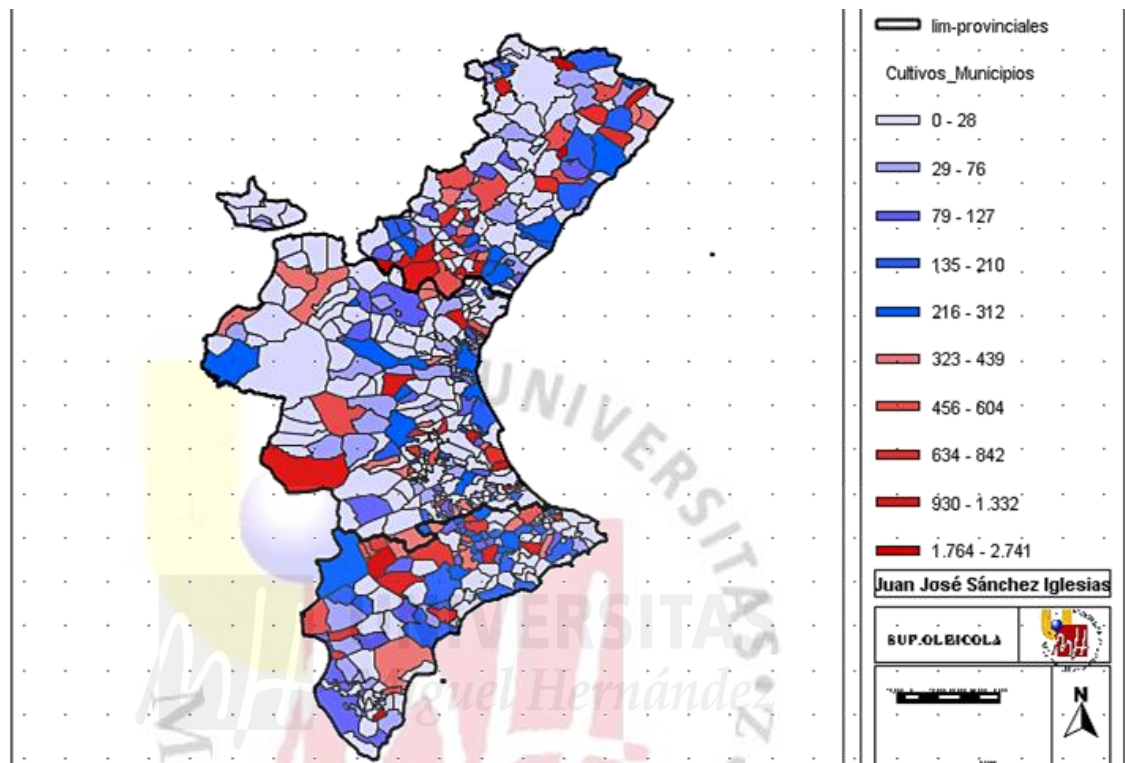 lim-provinciales
Cultivos_Municipios
0 - 28
29 - 76
79 - 127
135 - 210
216 - 312
323 - 439
456 - 604
634 - 842
930 - 1.332
1.764 - 2.741
Juan José Sánchez Iglesias
SUP.OLEICOLA
N
UNIVERSITAS
UNIVERSITAS
Miguel Hernández